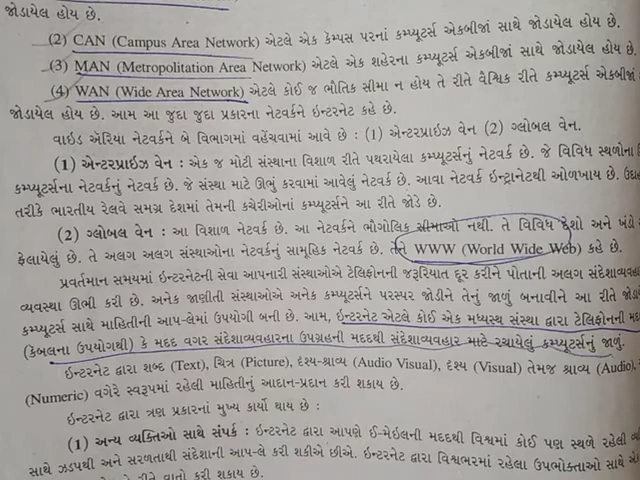 જોડાયેલ હોય છે.
(2) CAN (Campus Area Network) એટલે એક કેમ્પસ પરનાં કમ્પ્યૂટર્સ એકબીજાં સાથે જોડાયેલ હોય છે.
(3) MAN (Metropolitation Area Network) એટલે એક શહેરના કમ્પ્યૂટર્સ એકબીજાં સાથે જોડાયેલ હોય છે.
(4) WAN (Wide Area Network) એટલે કોઈ જ ભૌતિક સીમા ન હોય તે રીતે વૈશ્વિક રીતે કમ્પ્યૂટર્સ એકબીજાં
જોડાયેલ હોય છે. આમ આ જુદા જુદા પ્રકારના નેટવર્કને ઇન્ટરનેટ કહે છે.
વાઇડ એરિયા નેટવર્કને બે વિભાગમાં વહેંચવામાં આવે છે : (1) એન્ટરપ્રાઇઝ વેન (2) ગ્લોબલ વેન.
(1) એન્ટરપ્રાઇઝ વેન : એક જ મોટી સંસ્થાના વિશાળ રીતે પથરાયેલા કમ્પ્યૂટર્સનું નેટવર્ક છે. જે વિવિધ સ્થળોના
કમ્પ્યૂટર્સના નેટવર્કનું નેટવર્ક છે. જે સંસ્થા માટે ઊભું કરવામાં આવેલું નેટવર્ક છે. આવા નેટવર્ક ઇન્ટ્રાનેટથી ઓળખાય છે.
તરીકે ભારતીય રેલવે સમગ્ર દેશમાં તેમની કચેરીઓનાં કમ્પ્યૂટર્સને આ રીતે જોડે છે.
(2) ગ્લોબલ વેન : આ વિશાળ નેટવર્ક છે. આ નેટવર્કને ભૌગોલિક સીમાઓ નથી. તે વિવિધ દેશો અને ખંડો
ફેલાયેલું છે. તે અલગ અલગ સંસ્થાઓના નેટવર્કનું સામૂહિક નેટવર્ક છે. તેને WWW (World Wide Web) કહે છે.
પ્રવર્તમાન સમયમાં ઇન્ટરનેટની સેવા આપનારી સંસ્થાઓએ ટેલિફોનની જરૂરિયાત દૂર કરીને પોતાની અલગ સંદેશાવ્યવહાર
વ્યવસ્થા ઊભી કરી છે. અનેક જાણીતી સંસ્થાઓએ અનેક કમ્પ્યૂટર્સને પરસ્પર જોડીને તેનું જાળું બનાવીને આ રીતે
કમ્પ્યૂટર્સ સાથે માહિતીની આપ-લેમાં ઉપયોગી બની છે. આમ, ઇન્ટરનેટ એટલે કોઈ એક મધ્યસ્થ સંસ્થા દ્વારા ટેલિફોનની
(કેબલના ઉપયોગથી) કે મદદ વગર સંદેશાવ્યવહારના ઉપગ્રહની મદદથી સંદેશાવ્યવહાર માટે રચાયેલું કમ્પ્યૂટર્સનું જાળું.
ઇન્ટરનેટ દ્વારા શબ્દ (Text), ચિત્ર (Picture), દૃશ્ય-શ્રાવ્ય (Audio Visual), દૃશ્ય (Visual) તેમજ શ્રાવ્ય (Audio),
(Numeric) વગેરે સ્વરૂપમાં રહેલી માહિતીનું આદાન-પ્રદાન કરી શકાય છે.
ઇન્ટરનેટ દ્વારા ત્રણ પ્રકારનાં મુખ્ય કાર્યો થાય છે :
(1) અન્ય વ્યક્તિઓ સાથે સંપર્ક : ઇન્ટરનેટ દ્વારા આપણે ઈ-મેઇલની મદદથી વિશ્વમાં કોઈ પણ સ્થળે રહેલી
સાથે ઝડપથી અને સરળતાથી સંદેશાની આપ-લે કરી શકીએ છીએ. ઇન્ટરનેટ દ્વારા વિશ્વભરમાં રહેલા ઉપભોક્તાઓ સાથે
રીતે વાતો કરી શકાય છે.